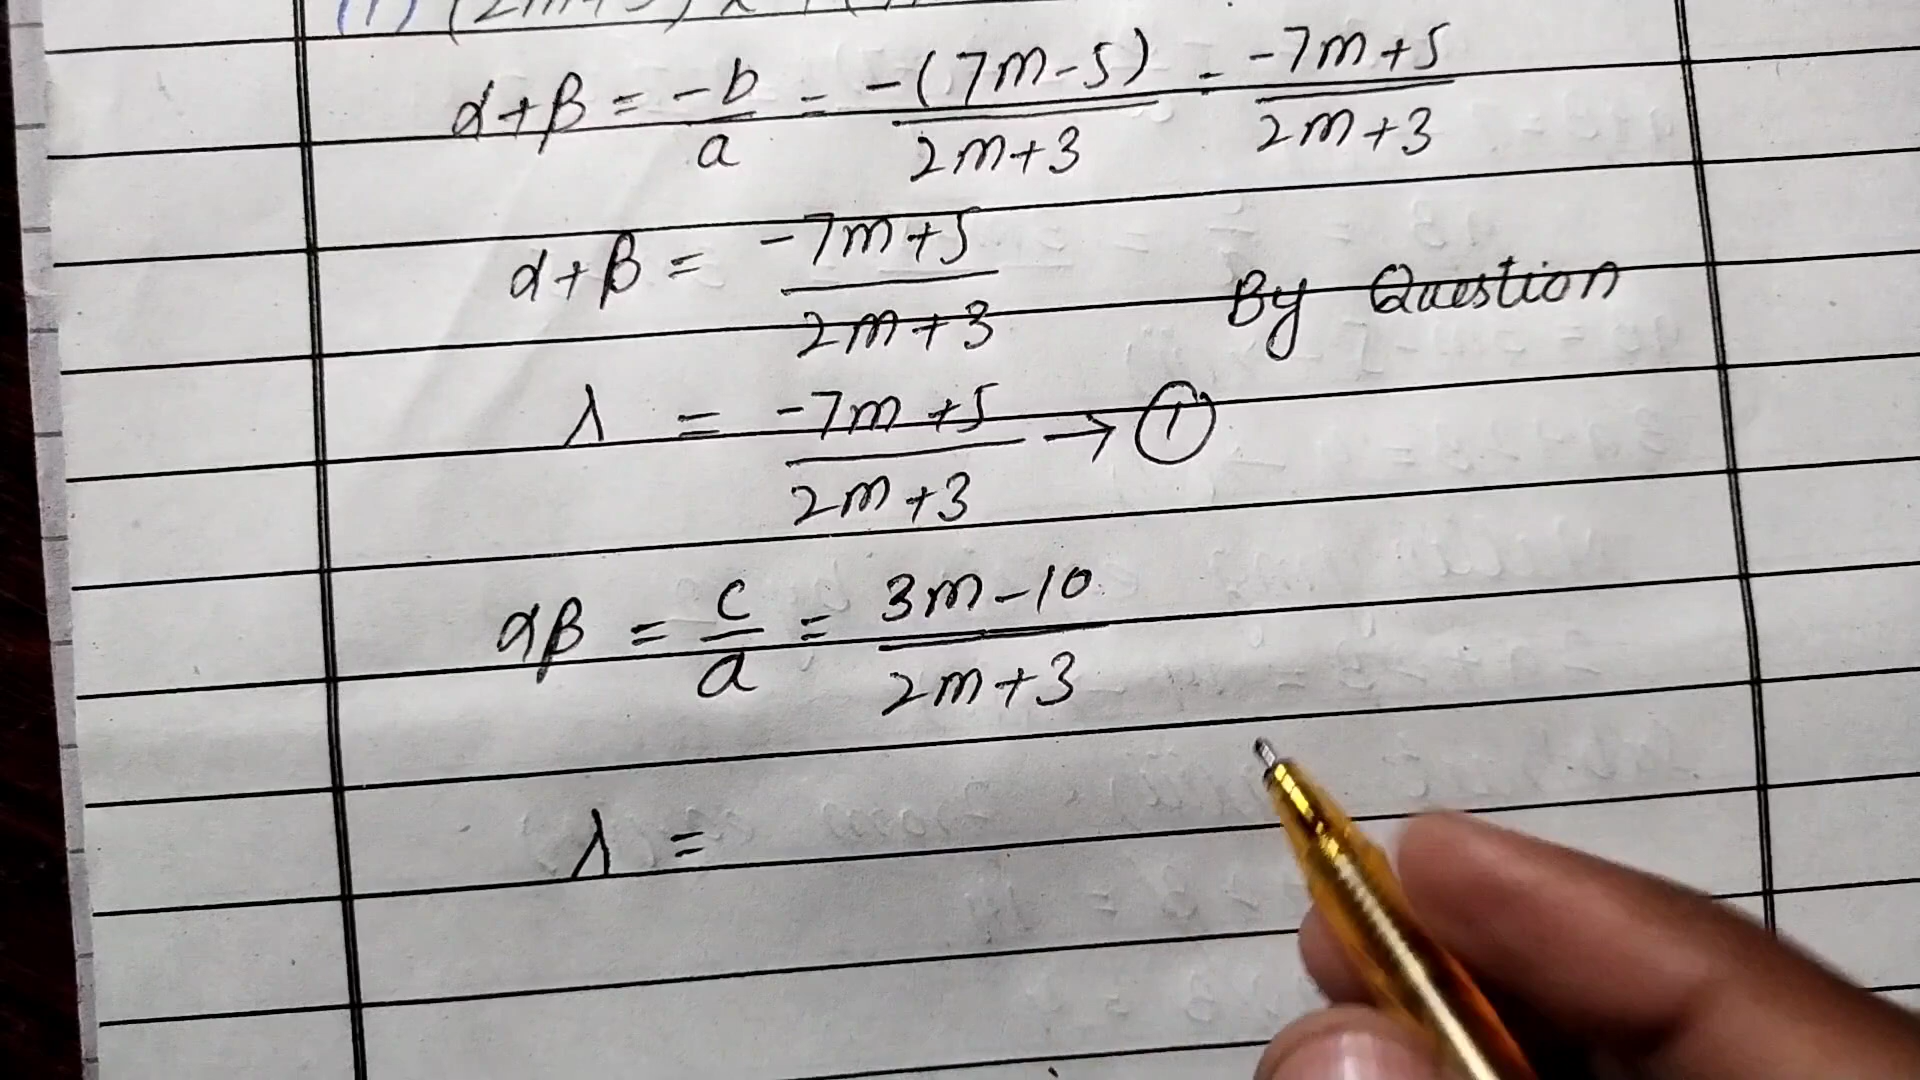 α+β = -b/a = -(7m-5)/2m+3 = -7m+5/2m+3
α+β = -7m+5/2m+3 By Question
λ = -7m+5/2m+3 → ①
αβ = c/a = 3m-10/2m+3
λ =